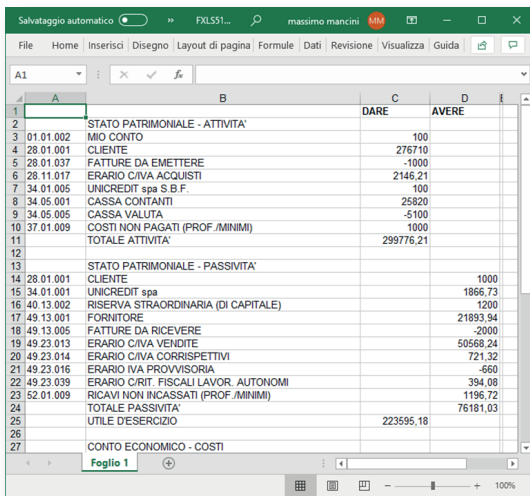 Salvataggio automatico » FXLS51... massimo mancini MM
File Home Inserisci Disegno Layout di pagina Formule Dati Revisione Visualizza Guida
A1 fx
A B C D E
1 DARE AVERE
2 STATO PATRIMONIALE - ATTIVITA'
3 01.01.002 MIO CONTO 100
4 28.01.001 CLIENTE 276710
5 28.01.037 FATTURE DA EMETTERE -1000
6 28.11.017 ERARIO C/IVA ACQUISTI 2146,21
7 34.01.005 UNICREDIT spa S.B.F. 100
8 34.05.001 CASSA CONTANTI 25820
9 34.05.005 CASSA VALUTA -5100
10 37.01.009 COSTI NON PAGATI (PROF./MINIMI) 1000
11 TOTALE ATTIVITA' 299776,21
12
13 STATO PATRIMONIALE - PASSIVITA'
14 28.01.001 CLIENTE 1000
15 34.01.001 UNICREDIT spa 1866,73
16 40.13.002 RISERVA STRAORDINARIA (DI CAPITALE) 1200
17 49.13.001 FORNITORE 21893,94
18 49.13.005 FATTURE DA RICEVERE -2000
19 49.23.013 ERARIO C/IVA VENDITE 50568,24
20 49.23.014 ERARIO C/IVA CORRISPETTIVI 721,32
21 49.23.016 ERARIO IVA PROVVISORIA -660
22 49.23.039 ERARIO C/RIT. FISCALI LAVOR. AUTONOMI 394,08
23 52.01.009 RICAVI NON INCASSATI (PROF./MINIMI) 1196,72
24 TOTALE PASSIVITA' 76181,03
25 UTILE D'ESERCIZIO 223595,18
26
27 CONTO ECONOMICO - COSTI
Foglio 1
100%